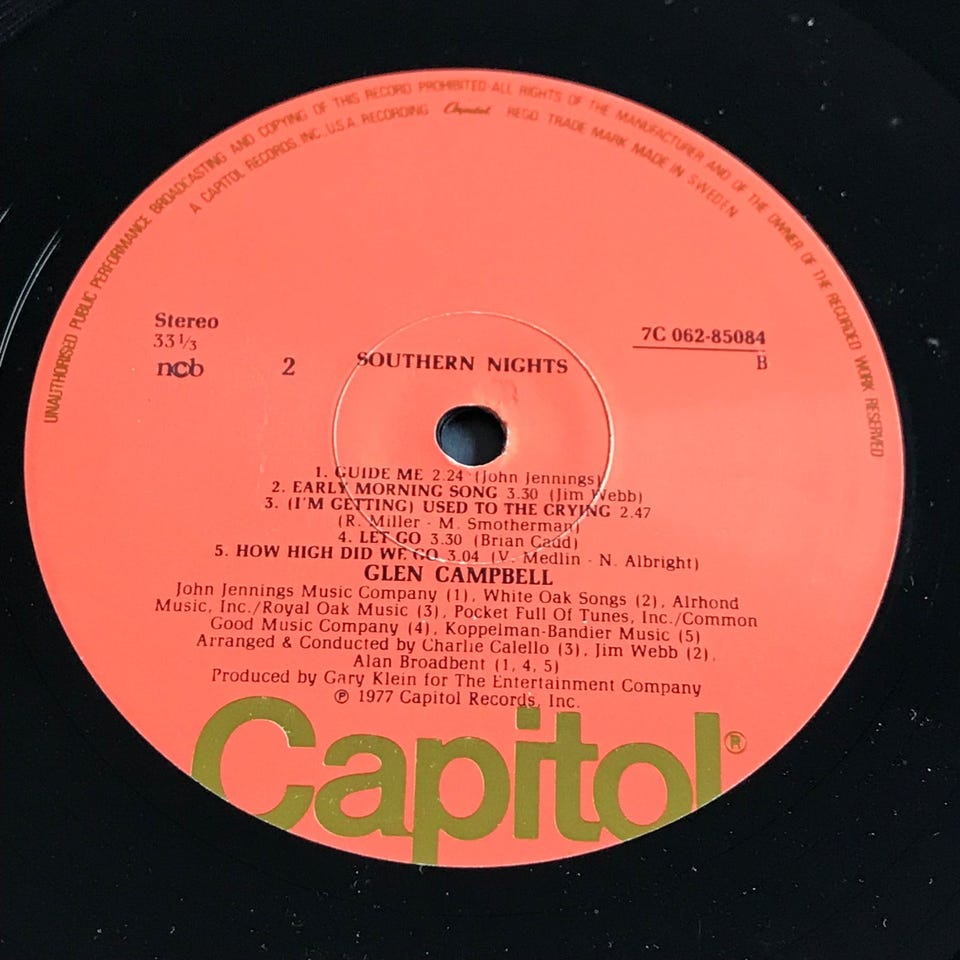 UNAUTHORISED PUBLIC PERFORMANCE BROADCASTING AND COPYING OF THIS RECORD PROHIBITED-ALL RIGHTS OF THE MANUFACTURER AND OF THE OWNER OF THE RECORDED WORK RESERVED
A CAPITOL RECORDS INC. U.S.A. RECORDING Capitol REGD. TRADE MARK MADE IN SWEDEN
Stereo
33 1/3
ncb
2
SOUTHERN NIGHTS
7C 062-85084
B
1. GUIDE ME 2.24 (John Jennings)
2. EARLY MORNING SONG 3.30 (Jim Webb)
3. (I'M GETTING) USED TO THE CRYING 2.47
(R. Miller - M. Smotherman)
4. LET GO 3.30 (Brian Cadd)
5. HOW HIGH DID WE GO 3.04 (V. Medlin - N. Albright)
GLEN CAMPBELL
John Jennings Music Company (1), White Oak Songs (2), Alrhond
Music, Inc./Royal Oak Music (3), Pocket Full Of Tunes, Inc./Common
Good Music Company (4), Koppelman-Bandier Music (5)
Arranged & Conducted by Charlie Calello (3), Jim Webb (2),
Alan Broadbent (1, 4, 5)
Produced by Gary Klein for The Entertainment Company
℗ 1977 Capitol Records, Inc.
Capitol®